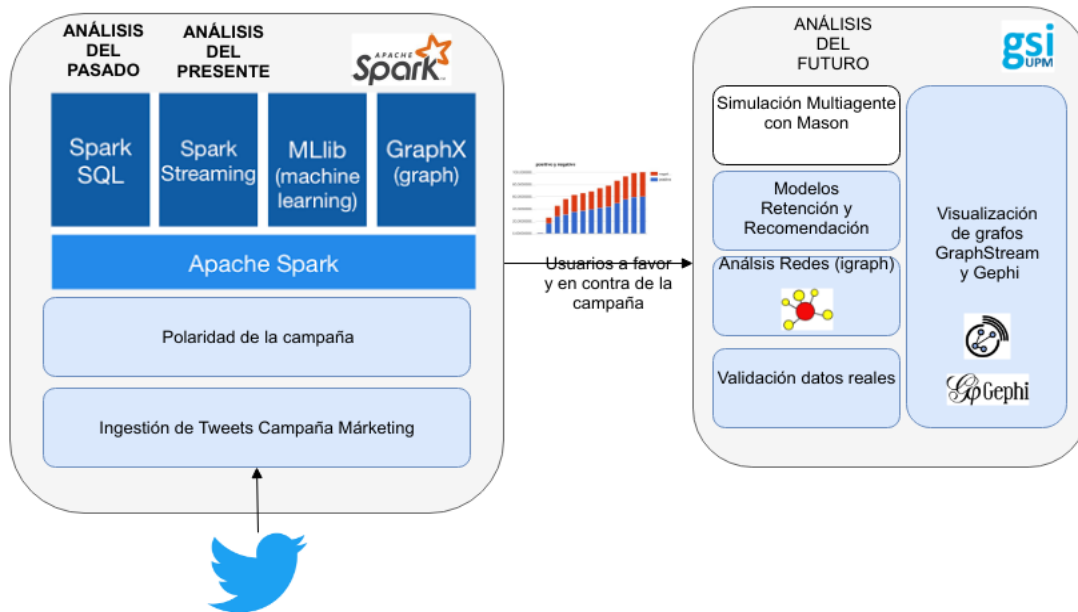 ANÁLISIS
DEL
PASADO
ANÁLISIS
DEL
PRESENTE
APACHE
Spark
Spark
SQL
Spark
Streaming
MLlib
(machine
learning)
GraphX
(graph)
Apache Spark
Polaridad de la campaña
Ingestión de Tweets Campaña Márketing
positive y negative
Usuarios a favor
y en contra de la
campaña
ANÁLISIS
DEL
FUTURO
gsi
UPM
Simulación Multiagente
con Mason
Modelos
Retención y
Recomendación
Análsis Redes (igraph)
Validación datos reales
Visualización
de grafos
GraphStream
y Gephi
Gephi